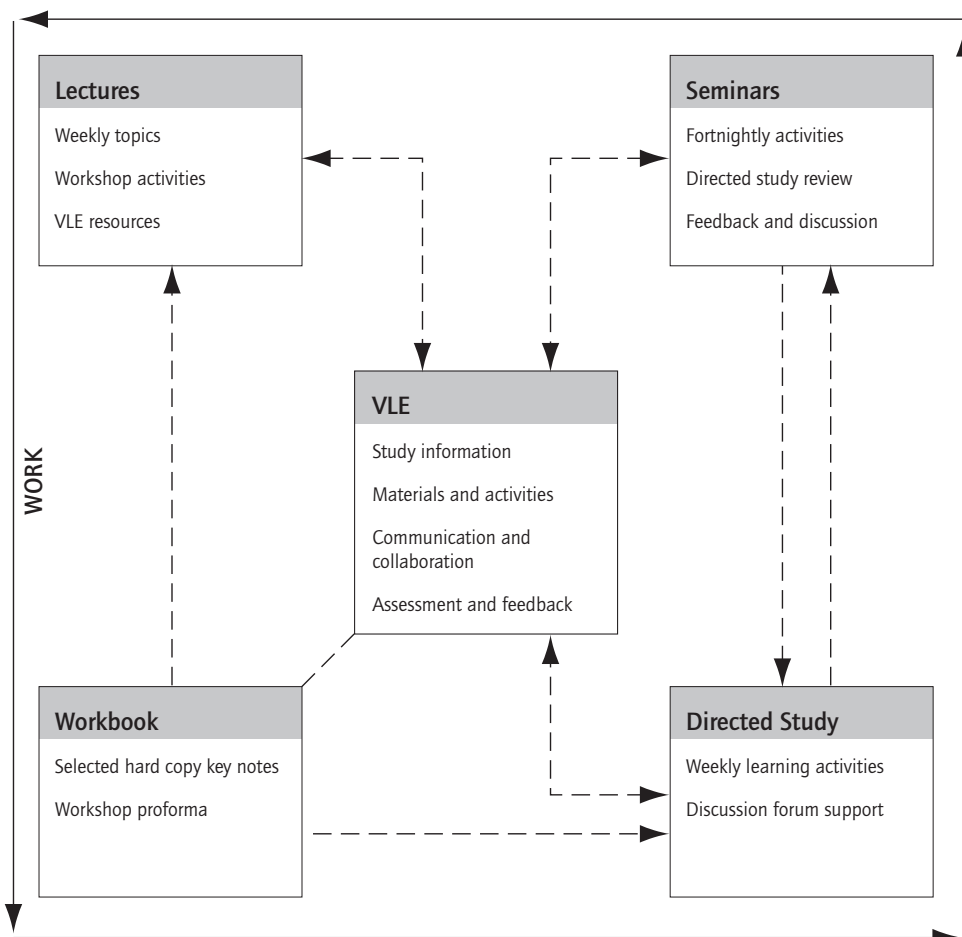 Lectures
Weekly topics
Workshop activities
VLE resources
Seminars
Fortnightly activities
Directed study review
Feedback and discussion
WORK
VLE
Study information
Materials and activities
Communication and
collaboration
Assessment and feedback
Workbook
Selected hard copy key notes
Workshop proforma
Directed Study
Weekly learning activities
Discussion forum support